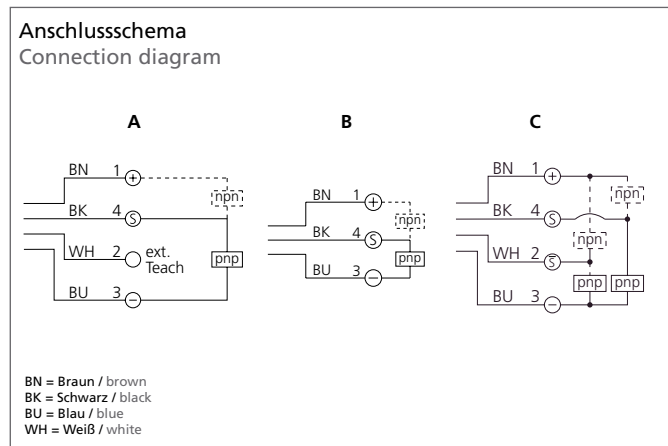 Anschlussschema
Connection diagram
A
BN 1 +
npn
BK 4 S
WH 2 ext. Teach
pnp
BU 3 −
B
BN 1 +
npn
BK 4 S
pnp
BU 3 −
C
BN 1 +
npn
BK 4 S
npn
WH 2 S̅
pnp pnp
BU 3 −
BN = Braun / brown
BK = Schwarz / black
BU = Blau / blue
WH = Weiß / white